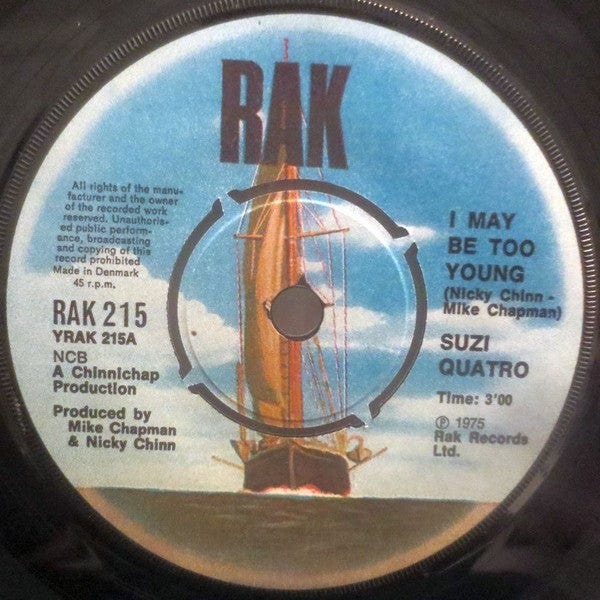 RAK
All rights of the manu-
facturer and the owner
of the recorded work
reserved. Unauthoris-
ed public perform-
ance, broadcasting
and copying of this
record prohibited
Made in Denmark
45 r.p.m.
RAK 215
YRAK 215A
NCB
A Chinnichap
Production
Produced by
Mike Chapman
& Nicky Chinn
I MAY
BE TOO
YOUNG
(Nicky Chinn -
Mike Chapman)
SUZI
QUATRO
Time: 3'00
℗ 1975
Rak Records
Ltd.